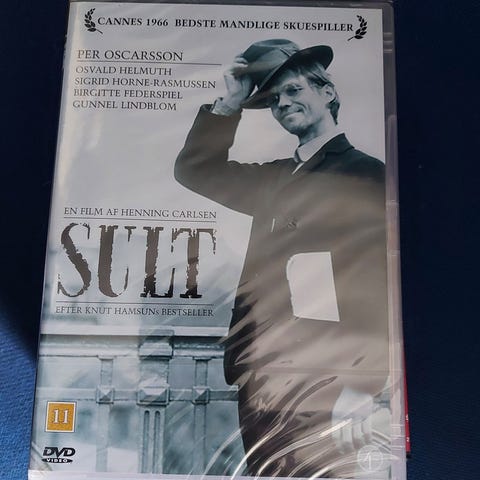 CANNES 1966 BEDSTE MANDLIGE SKUESPILLER
PER OSCARSSON
OSVALD HELMUTH
SIGRID HORNE-RASMUSSEN
BIRGITTE FEDERSPIEL
GUNNEL LINDBLOM
EN FILM AF HENNING CARLSEN
SULT
EFTER KNUT HAMSUNS BESTSELLER
11
DVD
VIDEO